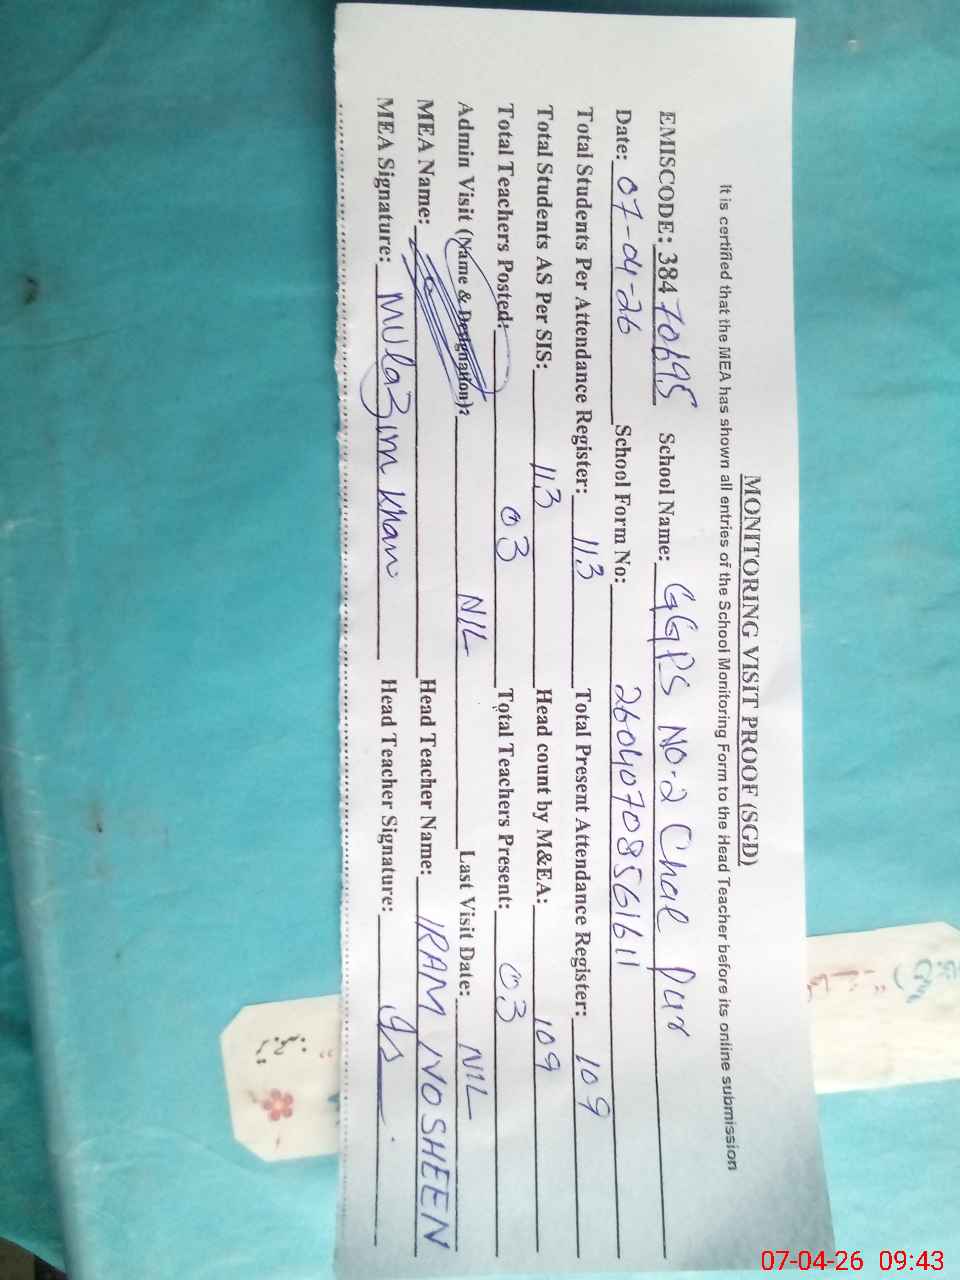 MONITORING VISIT PROOF (SGD)
It is certified that the MEA has shown all entries of the School Monitoring Form to the Head Teacher before its online submission
EMISCODE: 38470695 School Name: GGPS NO.2 Chak Pur
Date: 07-04-26 School Form No: 26040708561611
Total Students Per Attendance Register: 113 Total Present Attendance Register: 109
Total Students AS Per SIS: 113 Head count by M&EA: 109
Total Teachers Posted: 03 Total Teachers Present: 03
Admin Visit (Name & Designation)? NIL Last Visit Date: NIL
MEA Name: Head Teacher Name: IRAM NOSHEEN
MEA Signature: Mulazim Khan Head Teacher Signature:
07-04-26 09:43